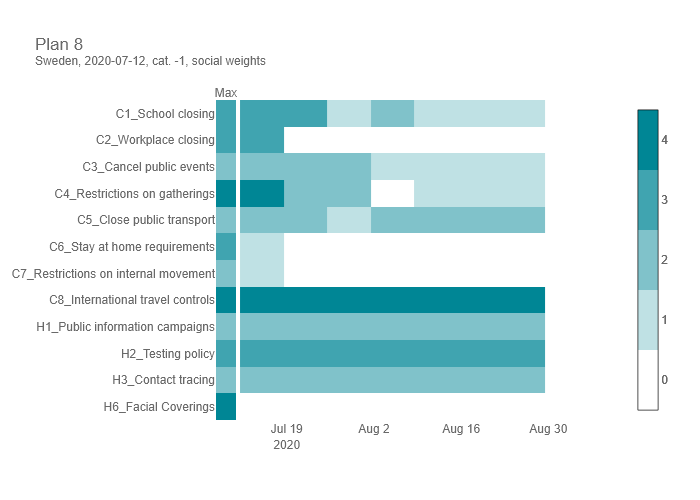 Plan 8
Sweden, 2020-07-12, cat. -1, social weights
Max
C1_School closing
C2_Workplace closing
C3_Cancel public events
C4_Restrictions on gatherings
C5_Close public transport
C6_Stay at home requirements
C7_Restrictions on internal movement
C8_International travel controls
H1_Public information campaigns
H2_Testing policy
H3_Contact tracing
H6_Facial Coverings
Jul 19
2020
Aug 2
Aug 16
Aug 30
4
3
2
1
0